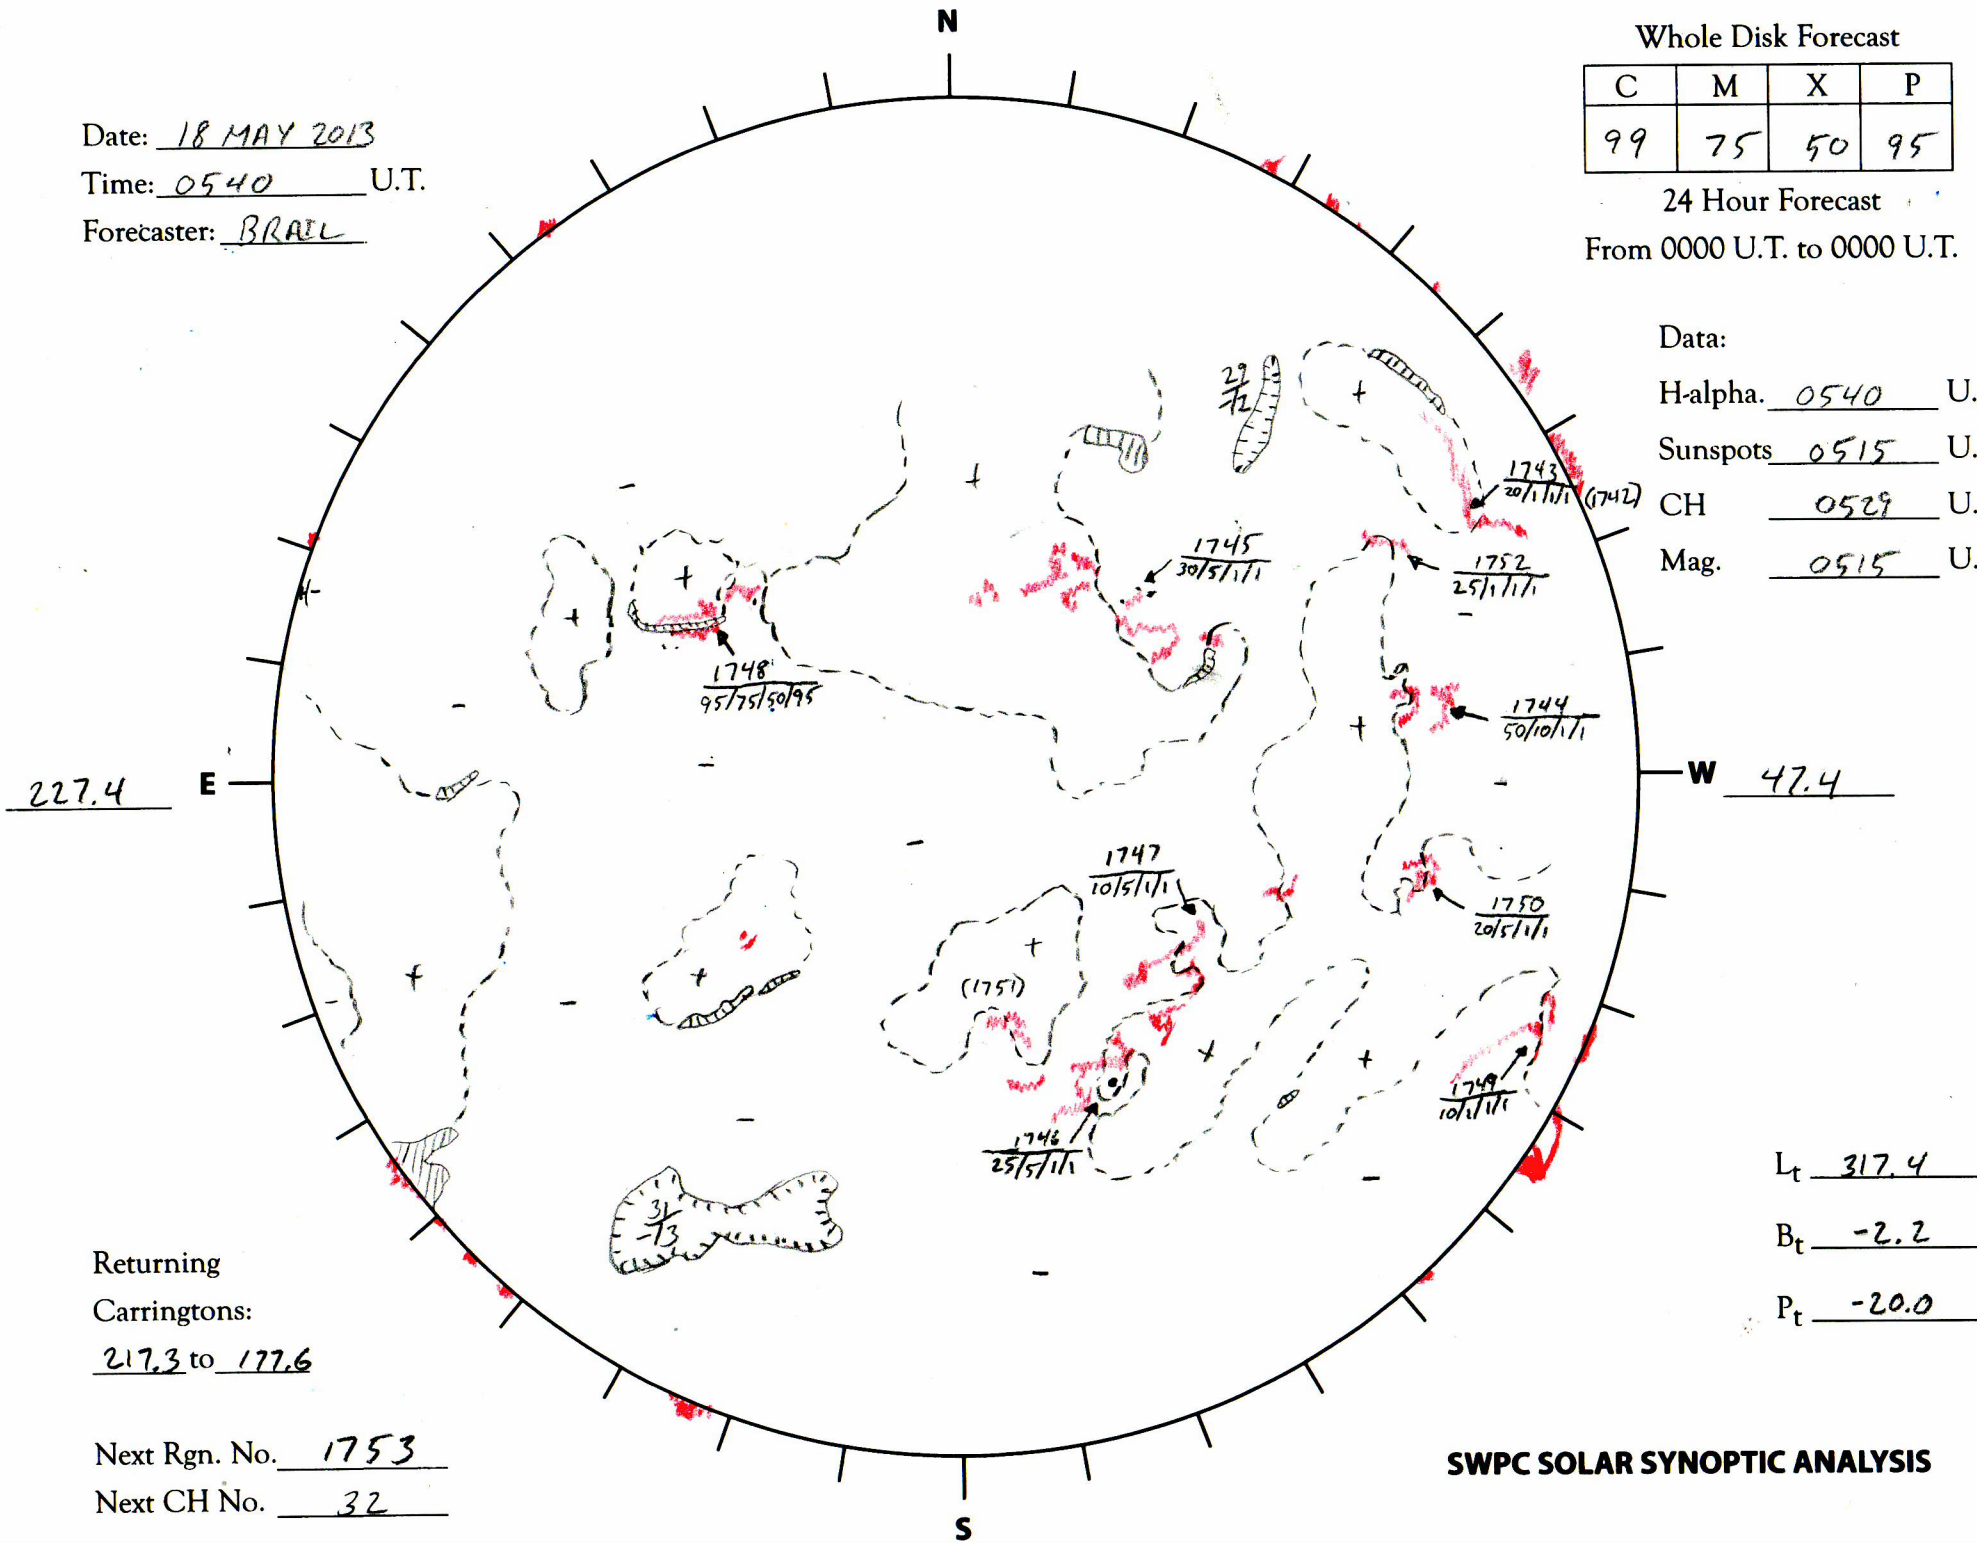 N
Whole Disk Forecast
C M X P
99 75 50 95
24 Hour Forecast
From 0000 U.T. to 0000 U.T.
Date: 18 MAY 2013
Time: 0540 U.T.
Forecaster: BRAIL
Data:
H-alpha. 0540 U.
Sunspots 0515 U.
CH 0529 U.
Mag. 0515 U.
29
-12
1743
20/1/1/1 (1742)
1745
30/5/1/1
1752
25/1/1/1
1748
95/75/50/95
1744
50/10/1/1
227.4 E
W 47.4
1747
10/5/1/1
1750
20/5/1/1
(1751)
1749
10/1/1/1
1746
25/5/1/1
31
-13
Lt 317.4
Bt -2.2
Pt -20.0
Returning
Carringtons:
217.3 to 177.6
Next Rgn. No. 1753
Next CH No. 32
SWPC SOLAR SYNOPTIC ANALYSIS
S